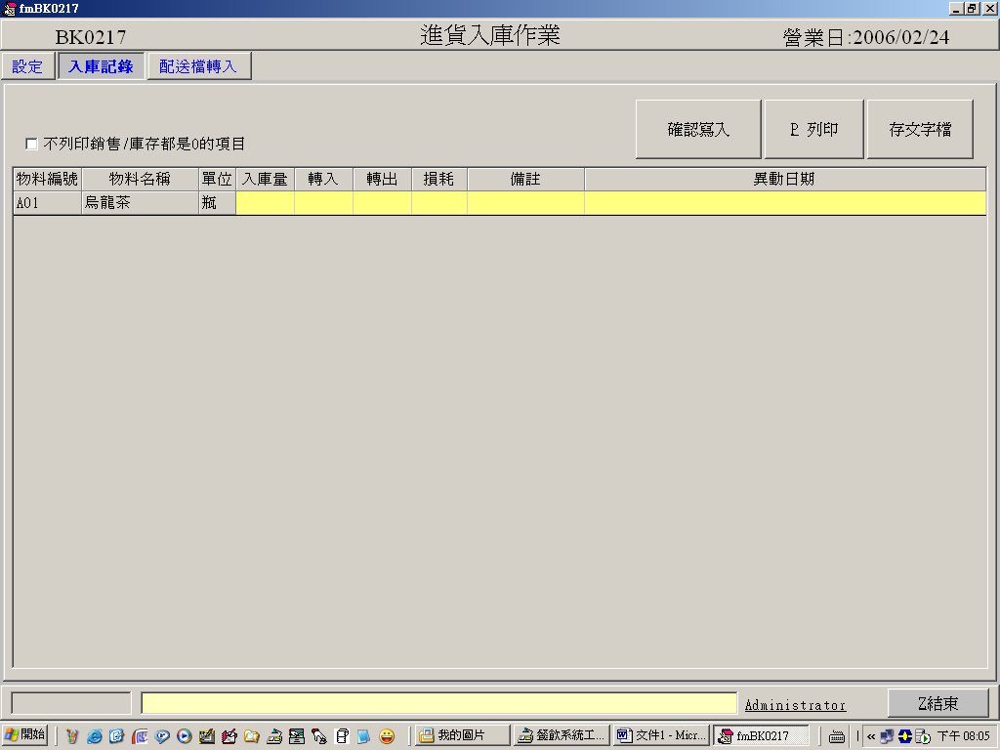 fmBK0217
BK0217 進貨入庫作業 營業日:2006/02/24
設定 入庫記錄 配送檔轉入
確認寫入 P 列印 存文字檔
不列印銷售/庫存都是0的項目
物料編號 物料名稱 單位 入庫量 轉入 轉出 損耗 備註 異動日期
A01 烏龍茶 瓶
Administrator Z結束
開始 我的圖片 餐飲系統工... 文件1 - Micr... fmBK0217 « 下午 08:05